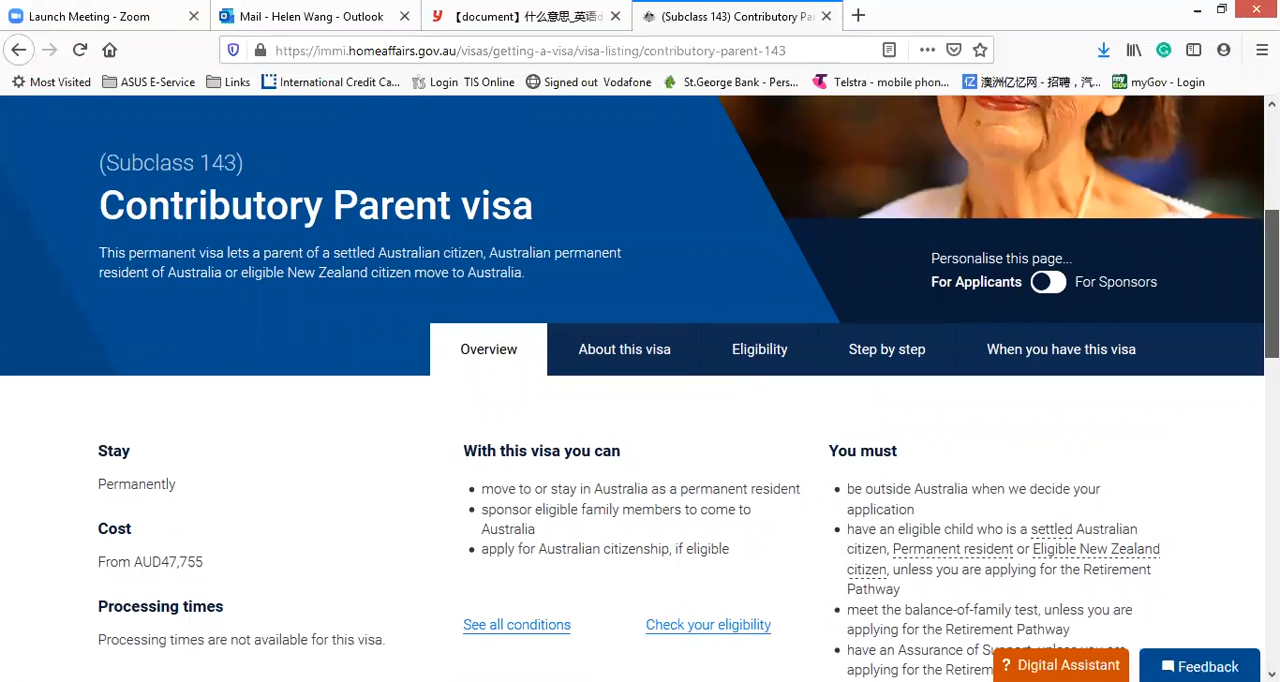 Launch Meeting - Zoom
Mail - Helen Wang - Outlook
【document】什么意思_英语
(Subclass 143) Contributory Pa
https://immi.homeaffairs.gov.au/visas/getting-a-visa/visa-listing/contributory-parent-143
Most Visited ASUS E-Service Links International Credit Ca... Login TIS Online Signed out Vodafone St.George Bank - Pers... Telstra - mobile phon... 澳洲亿忆网 - 招聘，汽... myGov - Login
(Subclass 143)
Contributory Parent visa
This permanent visa lets a parent of a settled Australian citizen, Australian permanent
resident of Australia or eligible New Zealand citizen move to Australia.
Personalise this page...
For Applicants For Sponsors
Overview About this visa Eligibility Step by step When you have this visa
Stay
Permanently
Cost
From AUD47,755
Processing times
Processing times are not available for this visa.
With this visa you can
• move to or stay in Australia as a permanent resident
• sponsor eligible family members to come to
Australia
• apply for Australian citizenship, if eligible
See all conditions Check your eligibility
You must
• be outside Australia when we decide your
application
• have an eligible child who is a settled Australian
citizen, Permanent resident or Eligible New Zealand
citizen, unless you are applying for the Retirement
Pathway
• meet the balance-of-family test, unless you are
applying for the Retirement Pathway
• have an Assurance of
applying for the Retirem
? Digital Assistant
Feedback